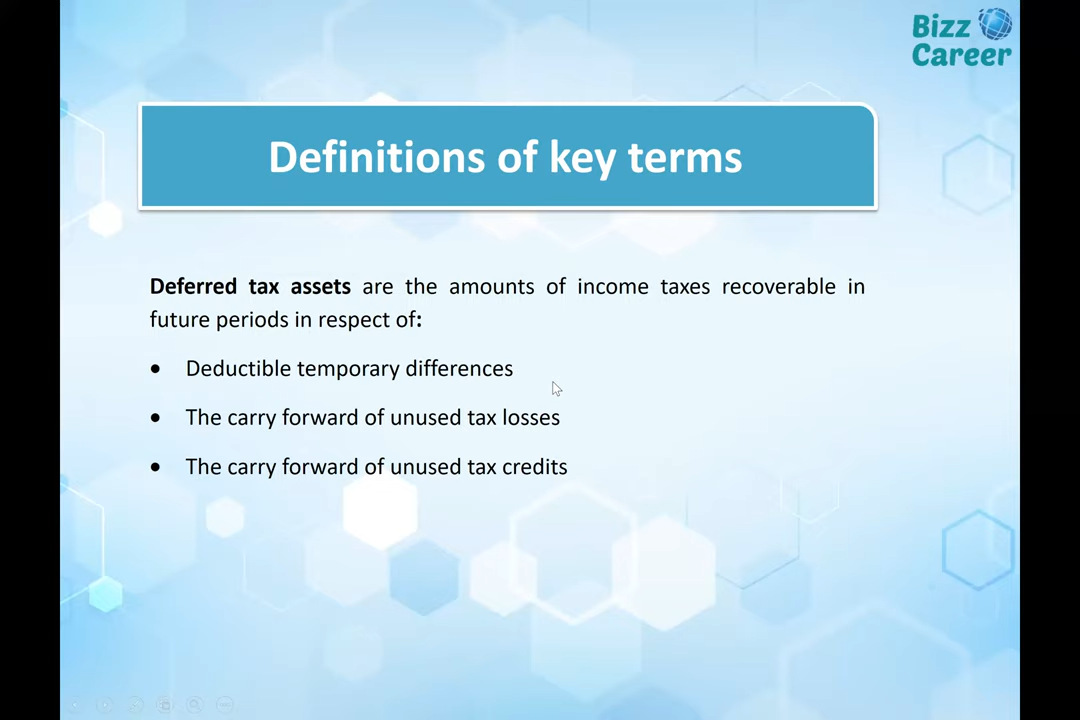 Bizz
Career
Definitions of key terms
Deferred tax assets are the amounts of income taxes recoverable in
future periods in respect of:
• Deductible temporary differences
• The carry forward of unused tax losses
• The carry forward of unused tax credits